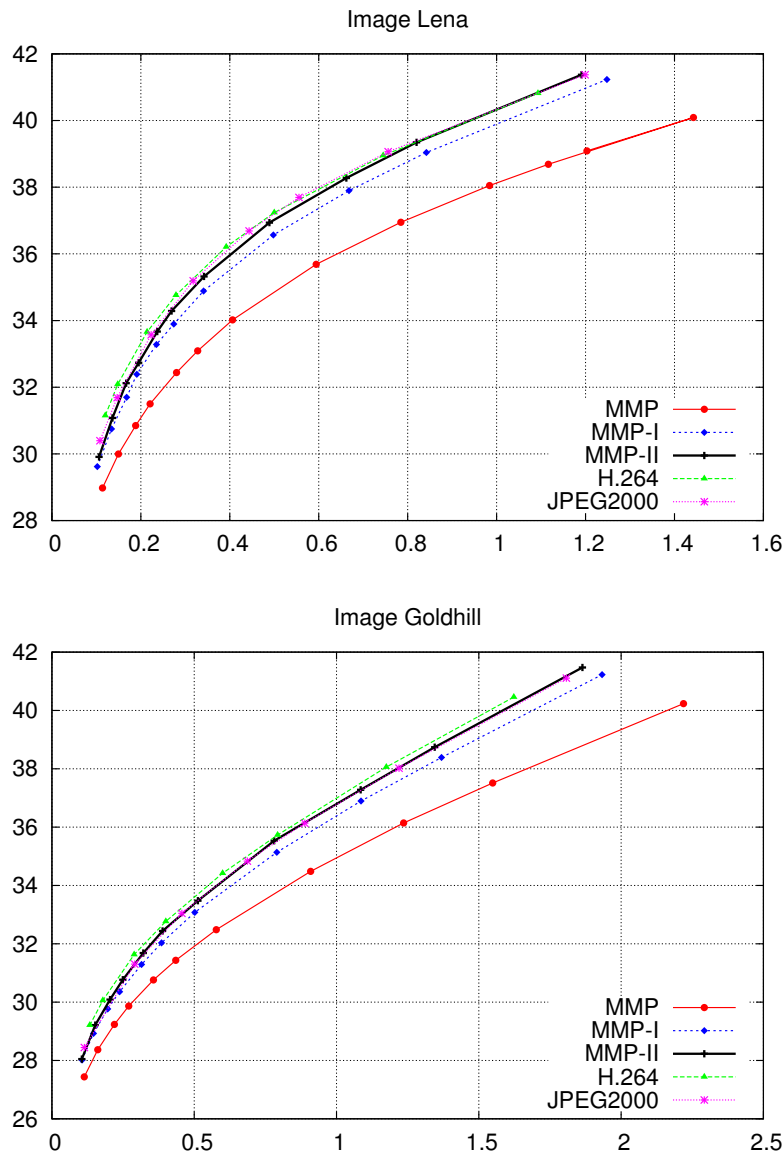 Image Lena
42
40
38
36
34
32
30
28
MMP
MMP-I
MMP-II
H.264
JPEG2000
0 0.2 0.4 0.6 0.8 1 1.2 1.4 1.6
Image Goldhill
42
40
38
36
34
32
30
28
26
MMP
MMP-I
MMP-II
H.264
JPEG2000
0 0.5 1 1.5 2 2.5